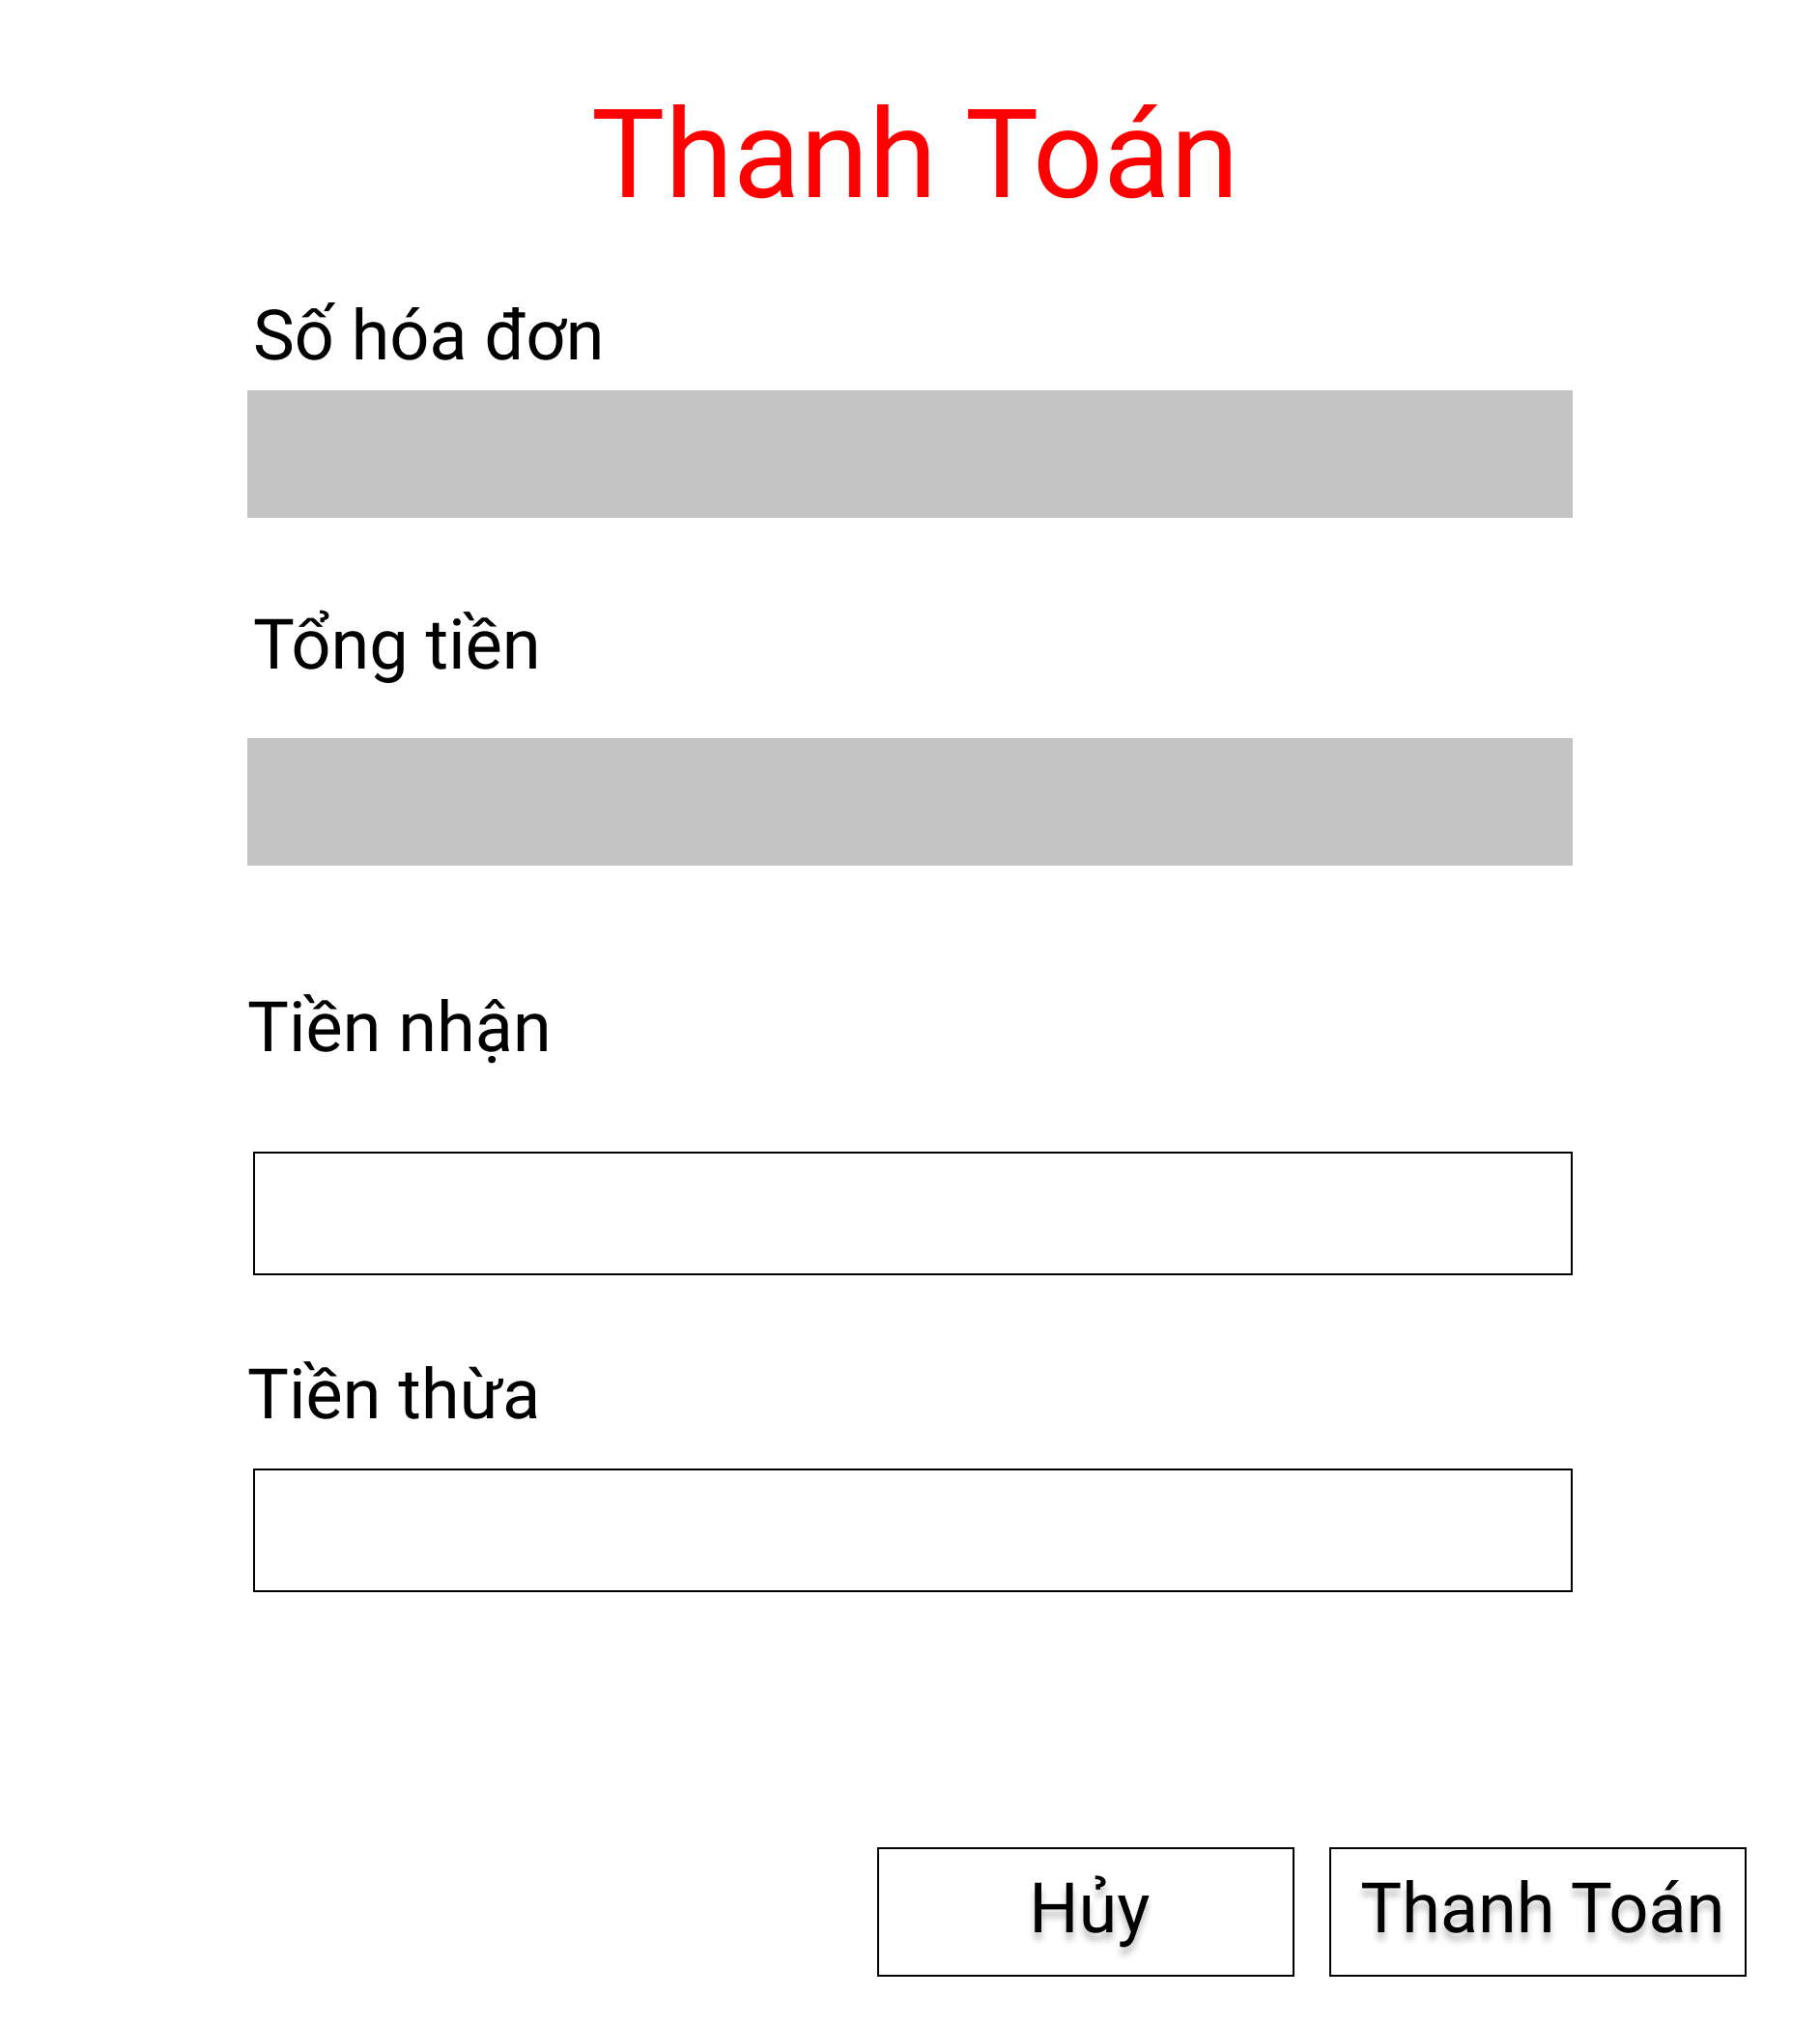 Thanh Toán
Số hóa đơn
Tổng tiền
Tiền nhận
Tiền thừa
Hủy
Thanh Toán